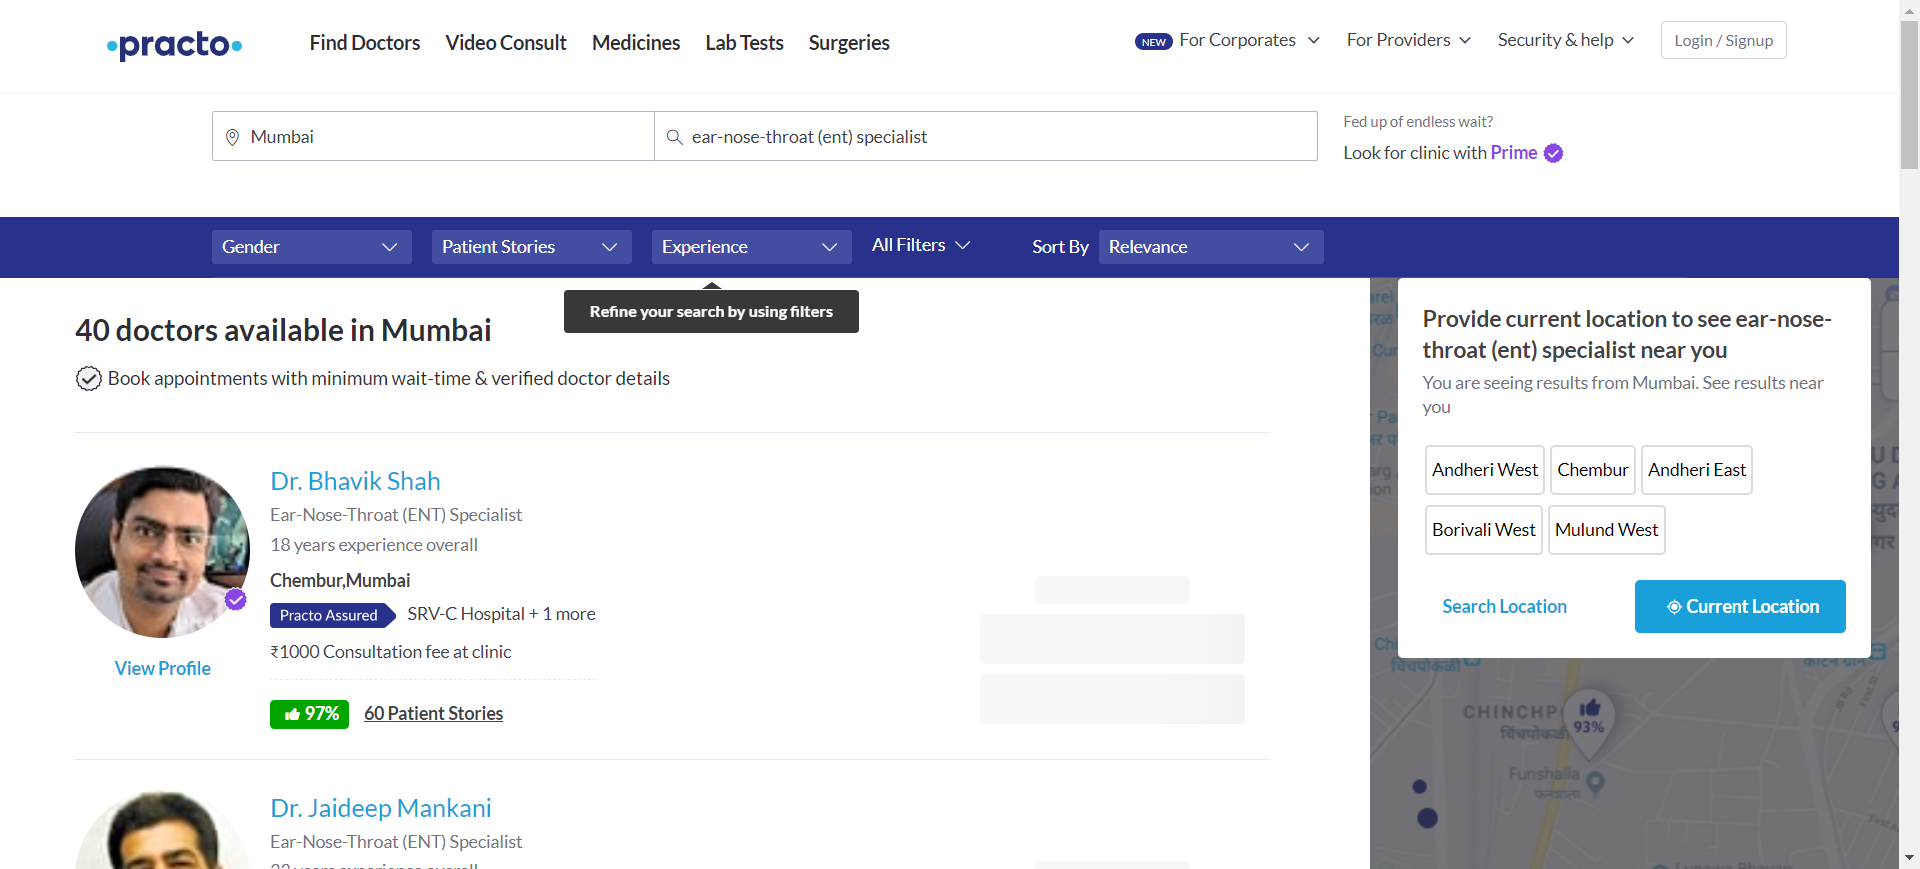 practo
Find Doctors
Video Consult
Medicines
Lab Tests
Surgeries
NEW
For Corporates
For Providers
Security & help
Login / Signup
Mumbai
ear-nose-throat (ent) specialist
Fed up of endless wait?
Look for clinic with Prime
Gender
Patient Stories
Experience
All Filters
Sort By
Relevance
Refine your search by using filters
40 doctors available in Mumbai
Book appointments with minimum wait-time & verified doctor details
Dr. Bhavik Shah
Ear-Nose-Throat (ENT) Specialist
18 years experience overall
Chembur,Mumbai
Practo Assured
SRV-C Hospital + 1 more
₹1000 Consultation fee at clinic
97%
60 Patient Stories
View Profile
Dr. Jaideep Mankani
Ear-Nose-Throat (ENT) Specialist
Provide current location to see ear-nose-
throat (ent) specialist near you
You are seeing results from Mumbai. See results near
you
Andheri West
Chembur
Andheri East
Borivali West
Mulund West
Search Location
Current Location
CHINCHP
चिंचपोकळी
93%
Funshalla
फनशाला